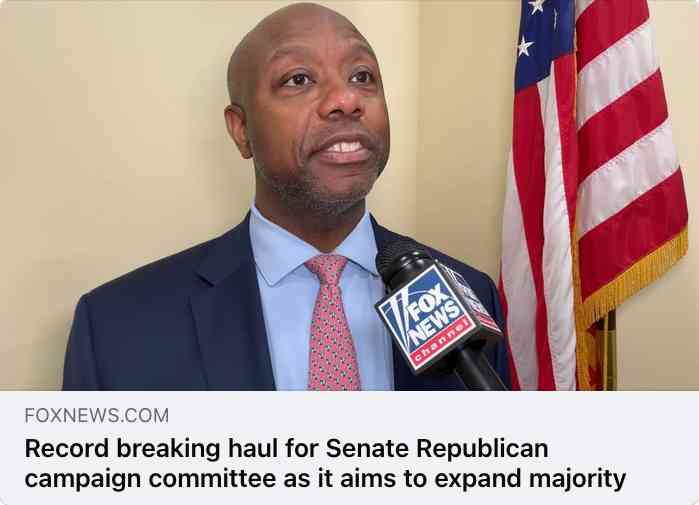 FOX
NEWS
channel
FOXNEWS.COM
Record breaking haul for Senate Republican
campaign committee as it aims to expand majority